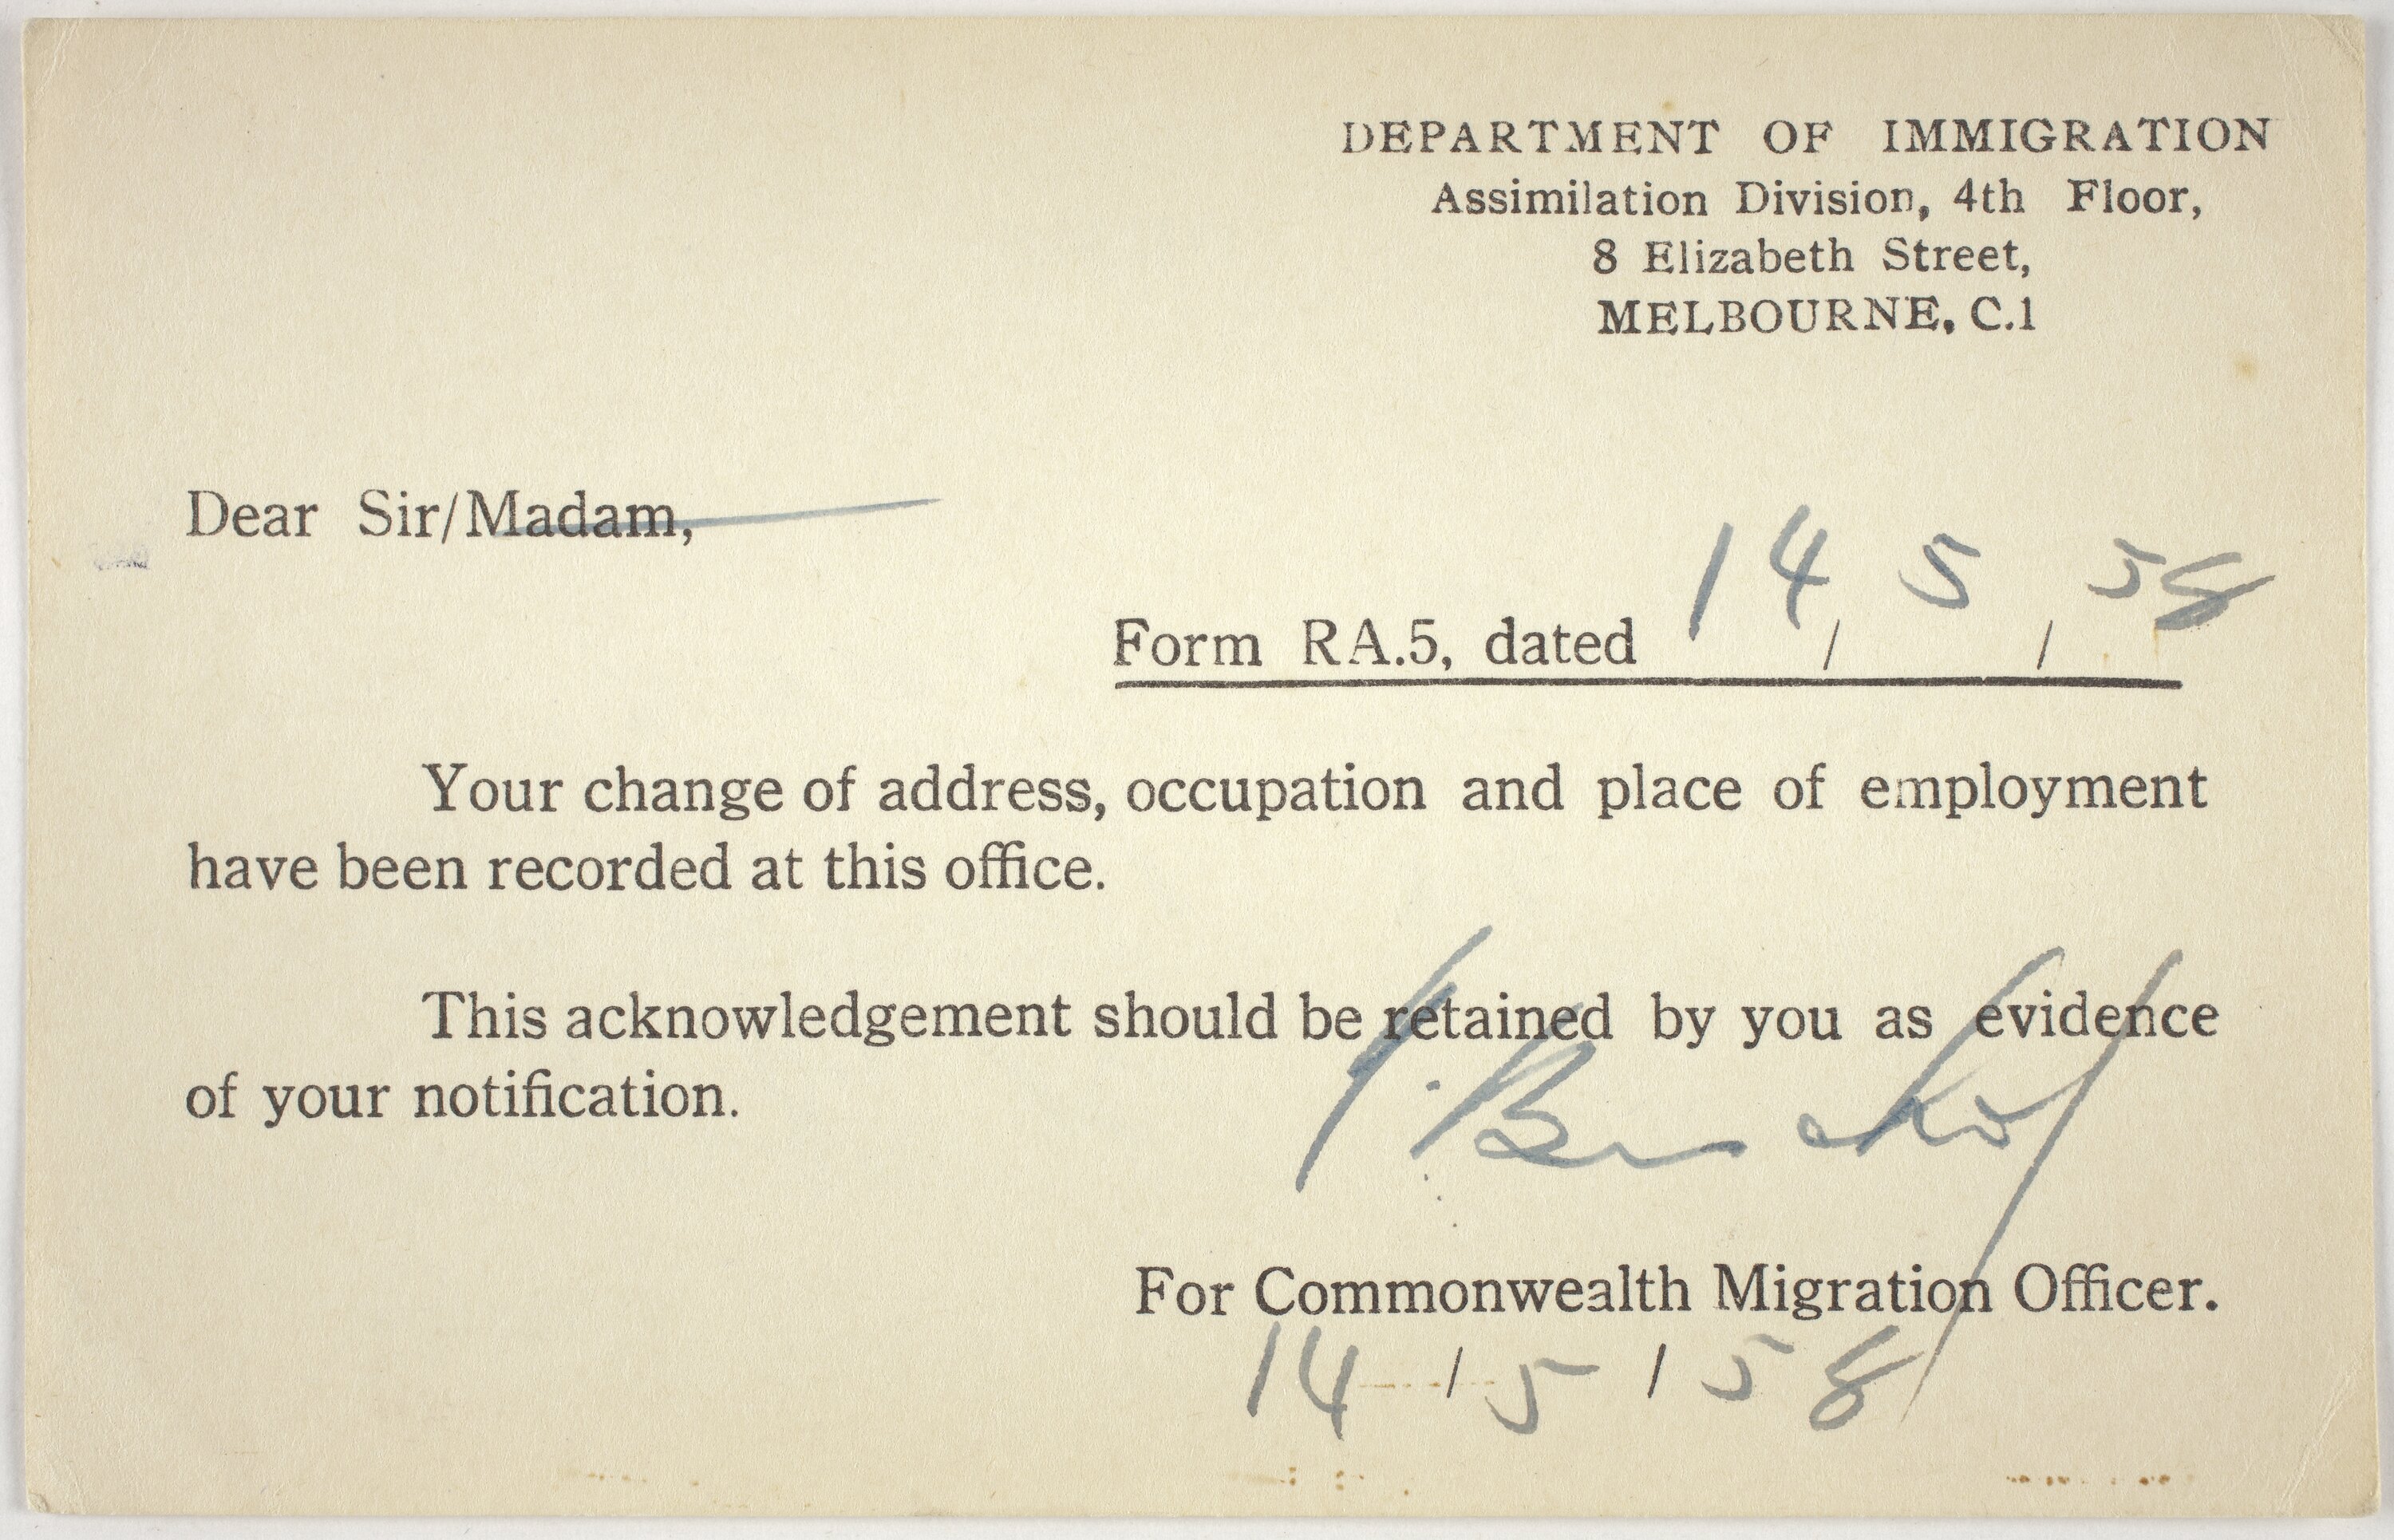 DEPARTMENT OF IMMIGRATION
Assimilation Division, 4th Floor,
8 Elizabeth Street,
MELBOURNE, C.1
Dear Sir/Madam,
Form RA.5, dated 14/5/58
Your change of address, occupation and place of employment
have been recorded at this office.
This acknowledgement should be retained by you as evidence
of your notification.
For Commonwealth Migration Officer.
14/5/58